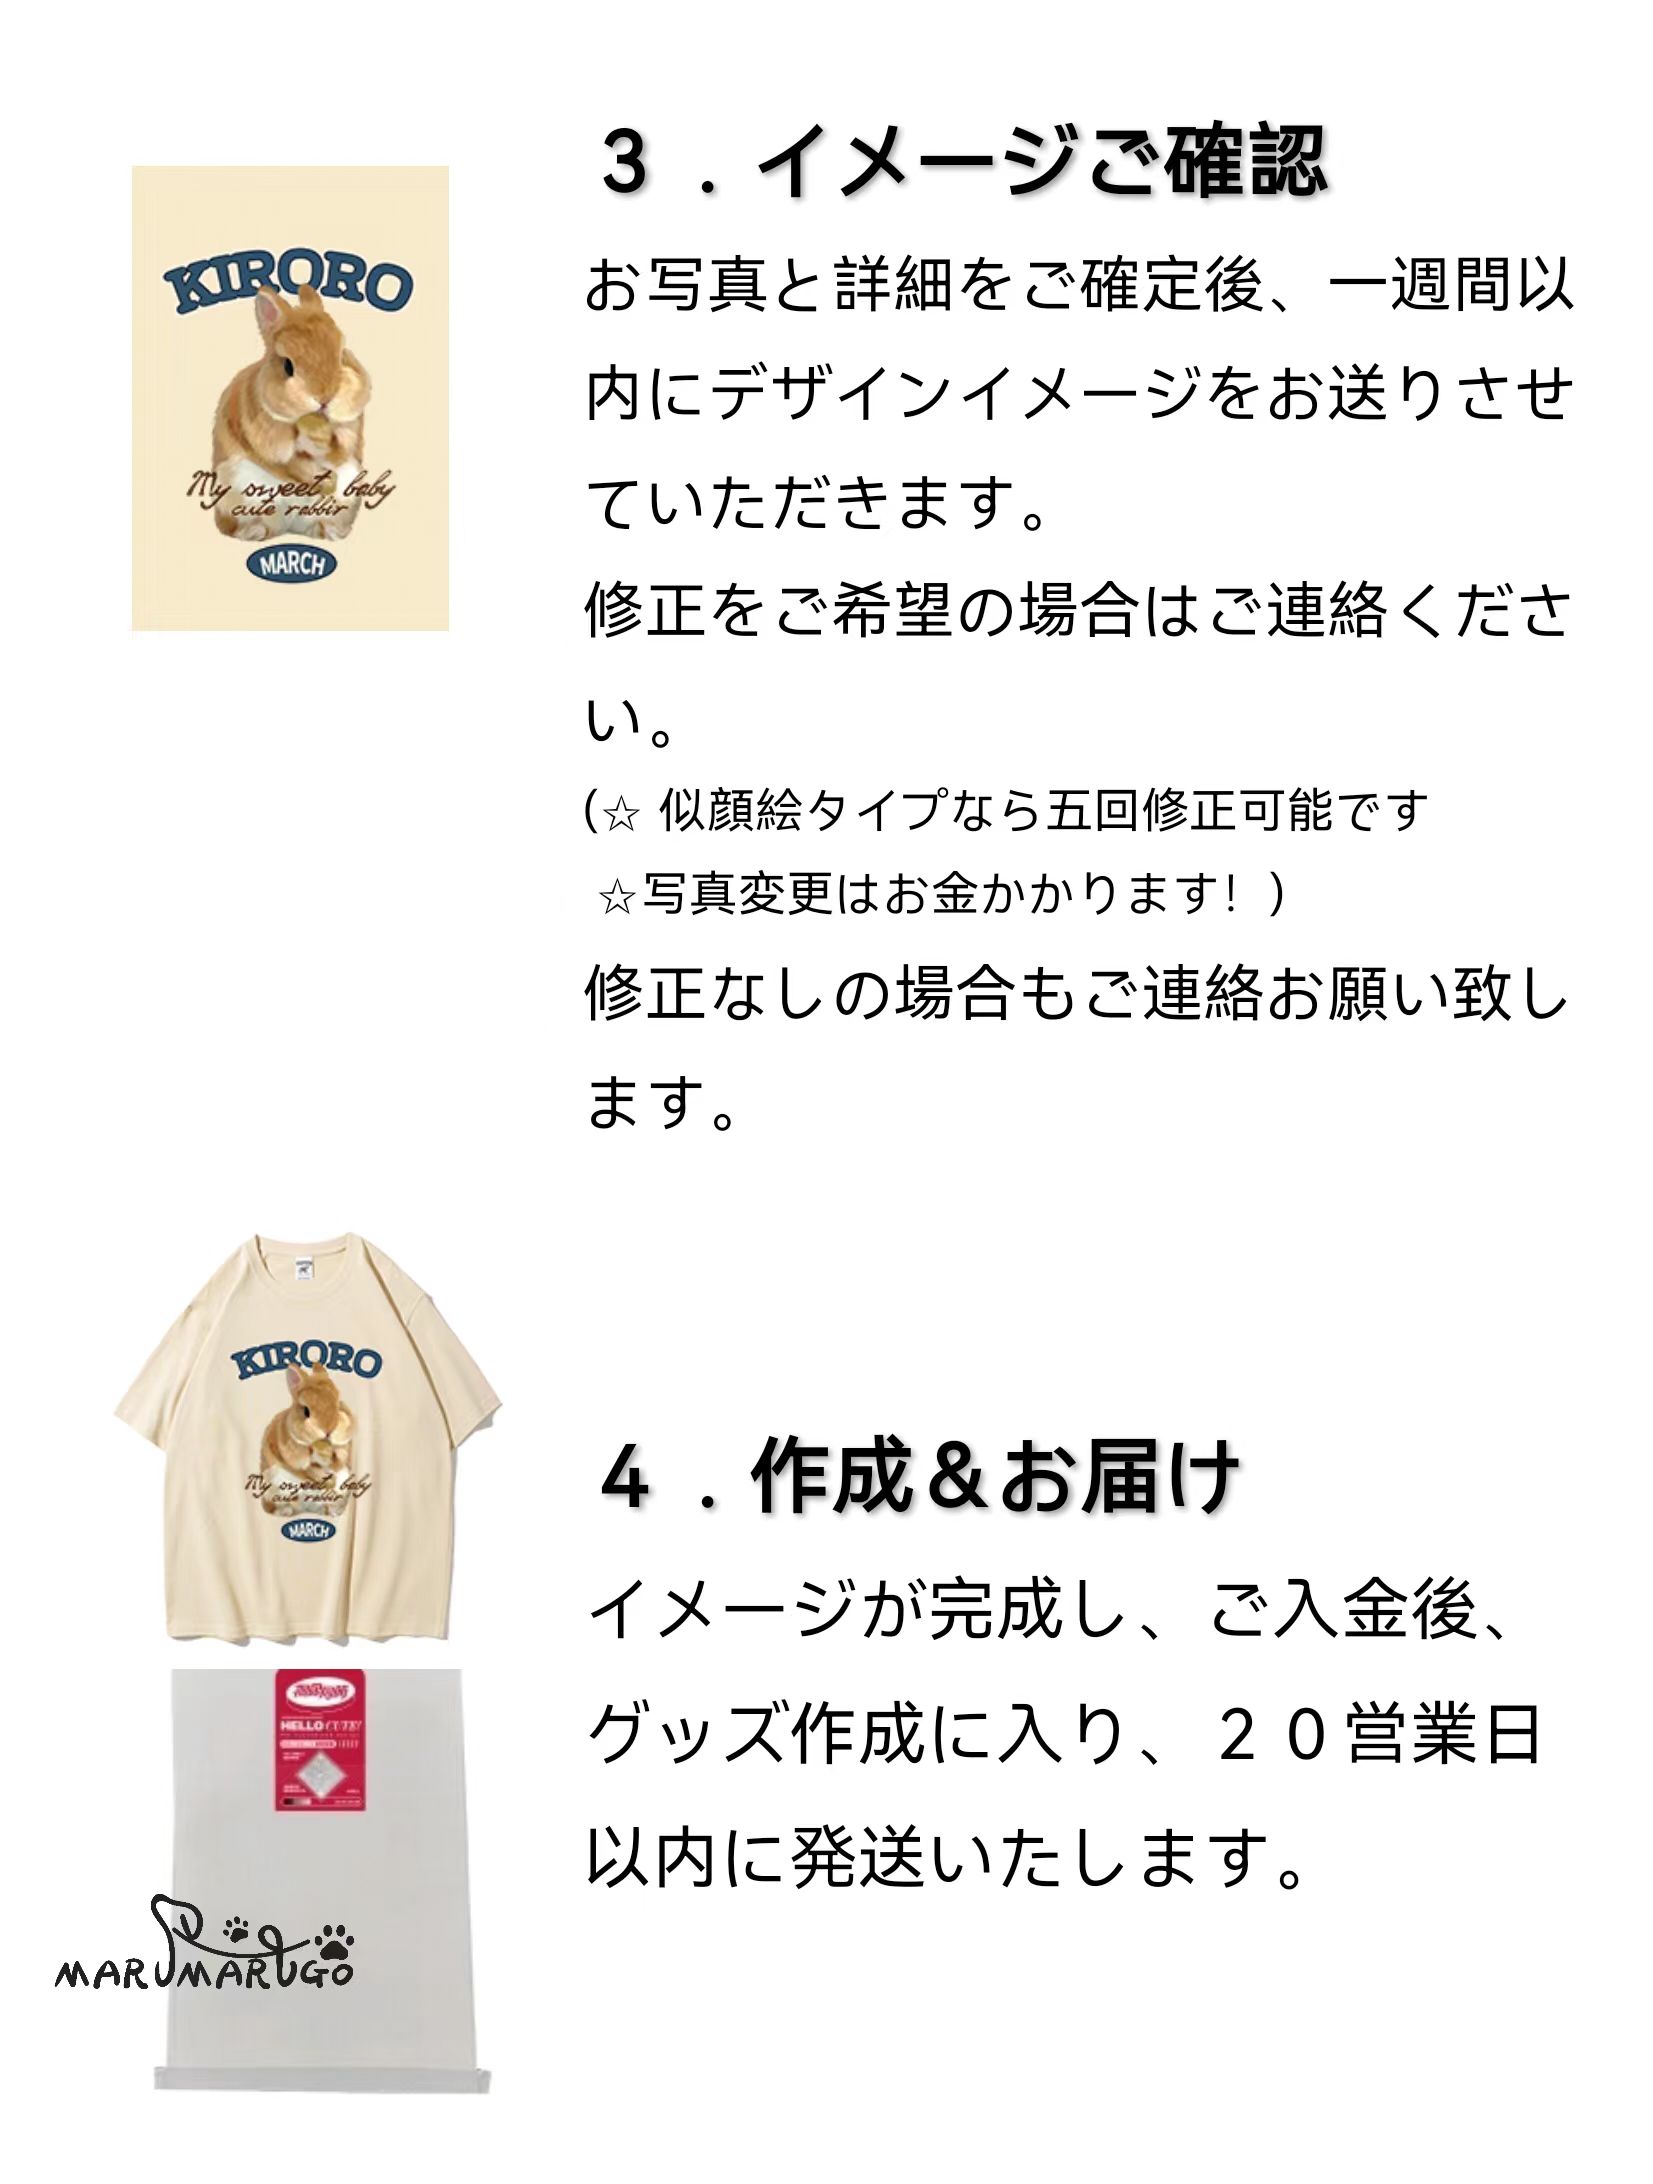 ３．イメージご確認
お写真と詳細をご確定後、一週間以
内にデザインイメージをお送りさせ
ていただきます。
修正をご希望の場合はご連絡くださ
い。
(☆ 似顔絵タイプなら五回修正可能です
☆写真変更はお金かかります！)
修正なしの場合もご連絡お願い致し
ます。
KIRORO
My sweet baby
cute rabbir
MARCH
KIRORO
My sweet baby
cute rabbir
MARCH
４．作成＆お届け
イメージが完成し、ご入金後、
グッズ作成に入り、２０営業日
以内に発送いたします。
HELLO CUTE!
MARUMARUGO